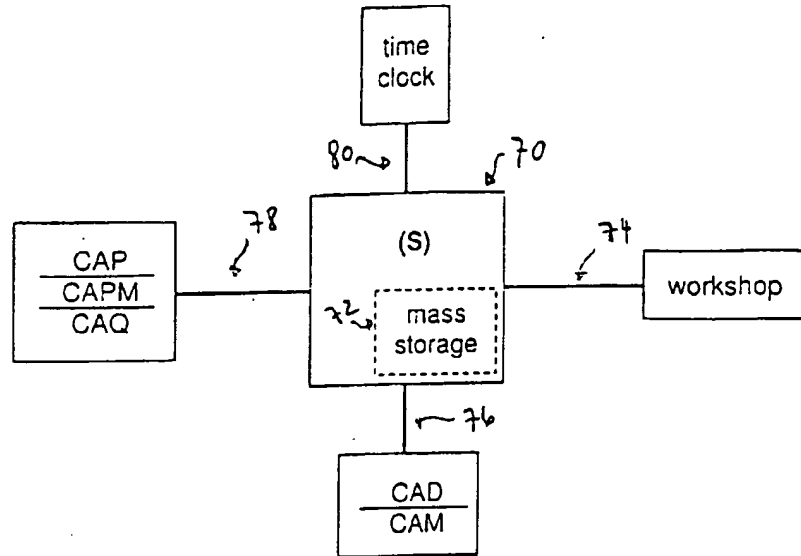 time
clock
80
70
78
(S)
74
CAP
CAPM
CAQ
workshop
72
mass
storage
76
CAD
CAM